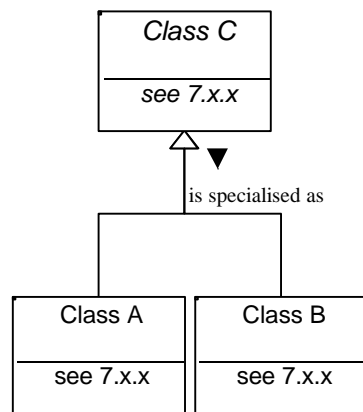 Class C
see 7.x.x
is specialised as
Class A
see 7.x.x
Class B
see 7.x.x